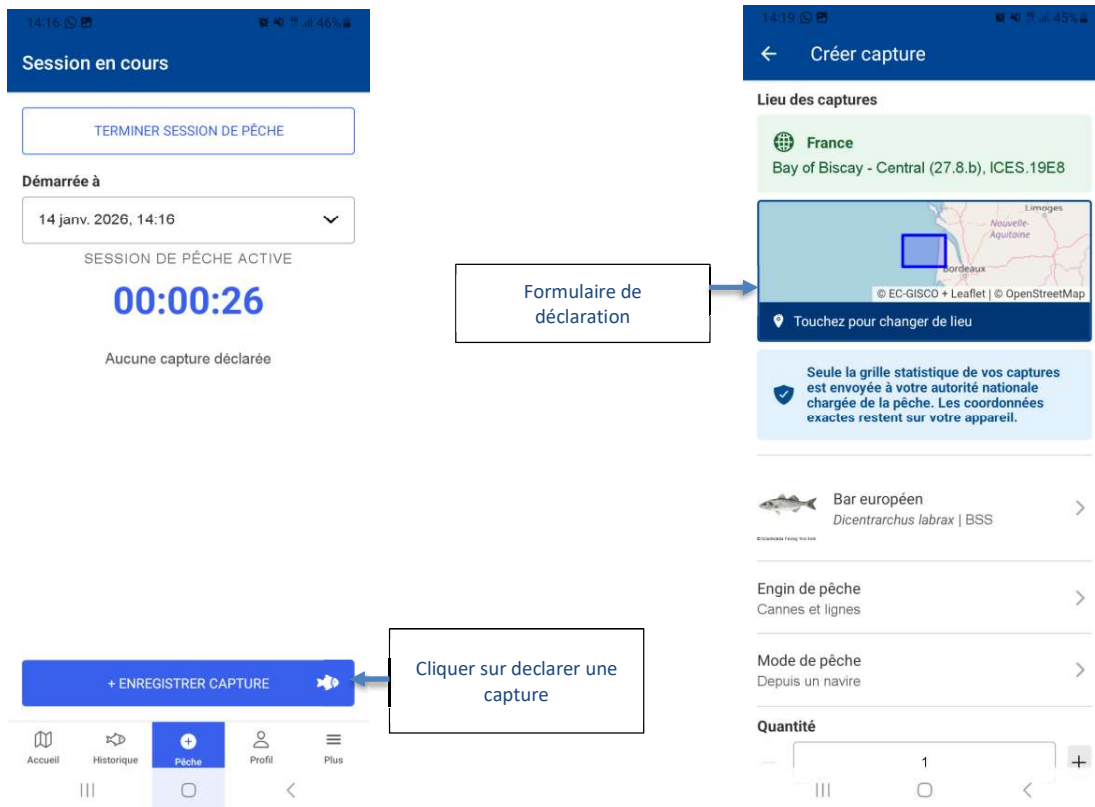 14:16
46%
Session en cours
TERMINER SESSION DE PÊCHE
Démarrée à
14 janv. 2026, 14:16
SESSION DE PÊCHE ACTIVE
00:00:26
Aucune capture déclarée
+ ENREGISTRER CAPTURE
Accueil
Historique
Pêche
Profil
Plus
Formulaire de
déclaration
Cliquer sur declarer une
capture
14:19
45%
Créer capture
Lieu des captures
France
Bay of Biscay - Central (27.8.b), ICES.19E8
Limoges
Nouvelle-
Aquitaine
Bordeaux
© EC-GISCO + Leaflet | © OpenStreetMap
Touchez pour changer de lieu
Seule la grille statistique de vos captures
est envoyée à votre autorité nationale
chargée de la pêche. Les coordonnées
exactes restent sur votre appareil.
Bar européen
Dicentrarchus labrax | BSS
Engin de pêche
Cannes et lignes
Mode de pêche
Depuis un navire
Quantité
1